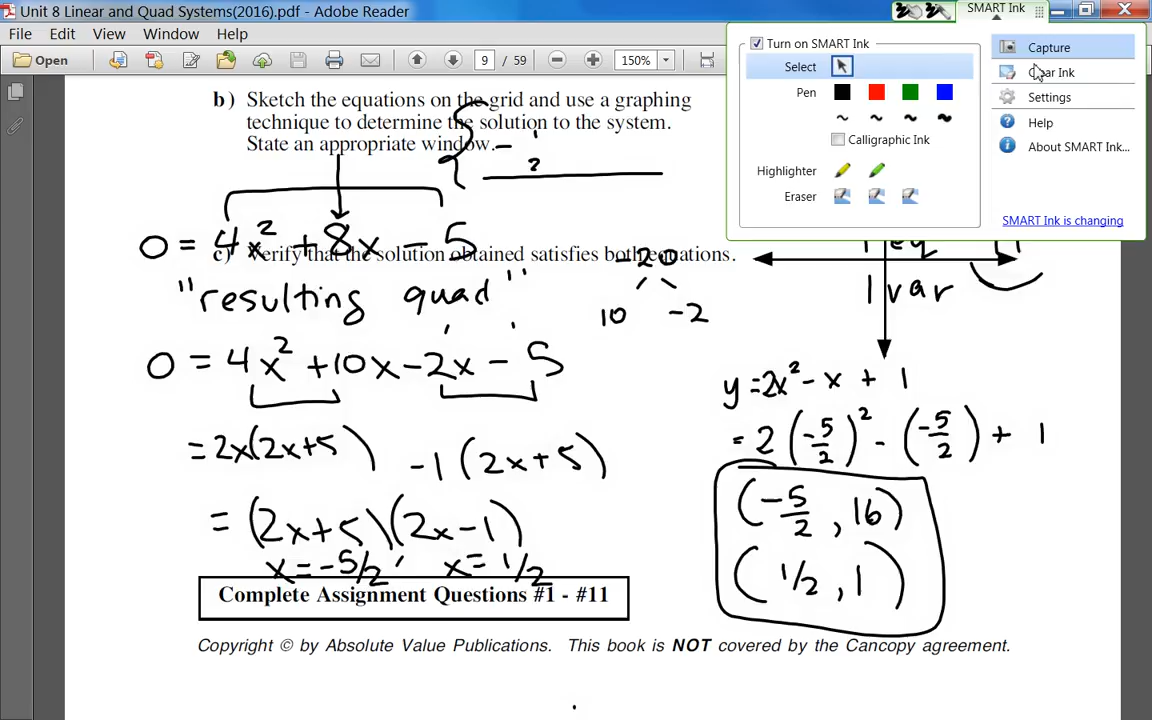 Unit 8 Linear and Quad Systems(2016).pdf - Adobe Reader
SMART Ink
File Edit View Window Help
Open
9 / 59
150%
Turn on SMART Ink
Select
Pen
Calligraphic Ink
Highlighter
Eraser
Capture
Clear Ink
Settings
Help
About SMART Ink...
SMART Ink is changing
b) Sketch the equations on the grid and use a graphing
technique to determine the solution to the system.
State an appropriate window.
- 1
2
0 = 4x² + 8x - 5
c) Verify that the solution obtained satisfies both equations.
-20
10 -2
"resulting quad"
1 eq
1 var
0 = 4x² + 10x - 2x - 5
= 2x(2x+5) -1(2x+5)
= (2x+5)(2x-1)
x = -5/2, x = 1/2
y = 2x² - x + 1
= 2(-5/2)² - (-5/2) + 1
(-5/2, 16)
(1/2, 1)
Complete Assignment Questions #1 - #11
Copyright © by Absolute Value Publications. This book is NOT covered by the Cancopy agreement.